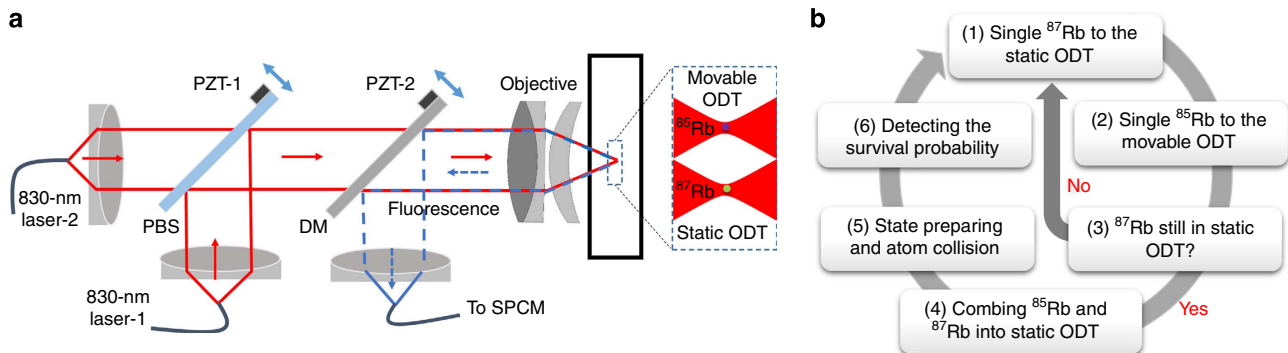 a
PZT-1
PZT-2
Objective
830-nm
laser-2
PBS
DM
Fluorescence
830-nm
laser-1
To SPCM
Movable
ODT
⁸⁵Rb
⁸⁷Rb
Static ODT
b
(1) Single ⁸⁷Rb to the
static ODT
(2) Single ⁸⁵Rb to the
movable ODT
No
(3) ⁸⁷Rb still in static
ODT?
Yes
(4) Combing ⁸⁵Rb and
⁸⁷Rb into static ODT
(5) State preparing
and atom collision
(6) Detecting the
survival probability